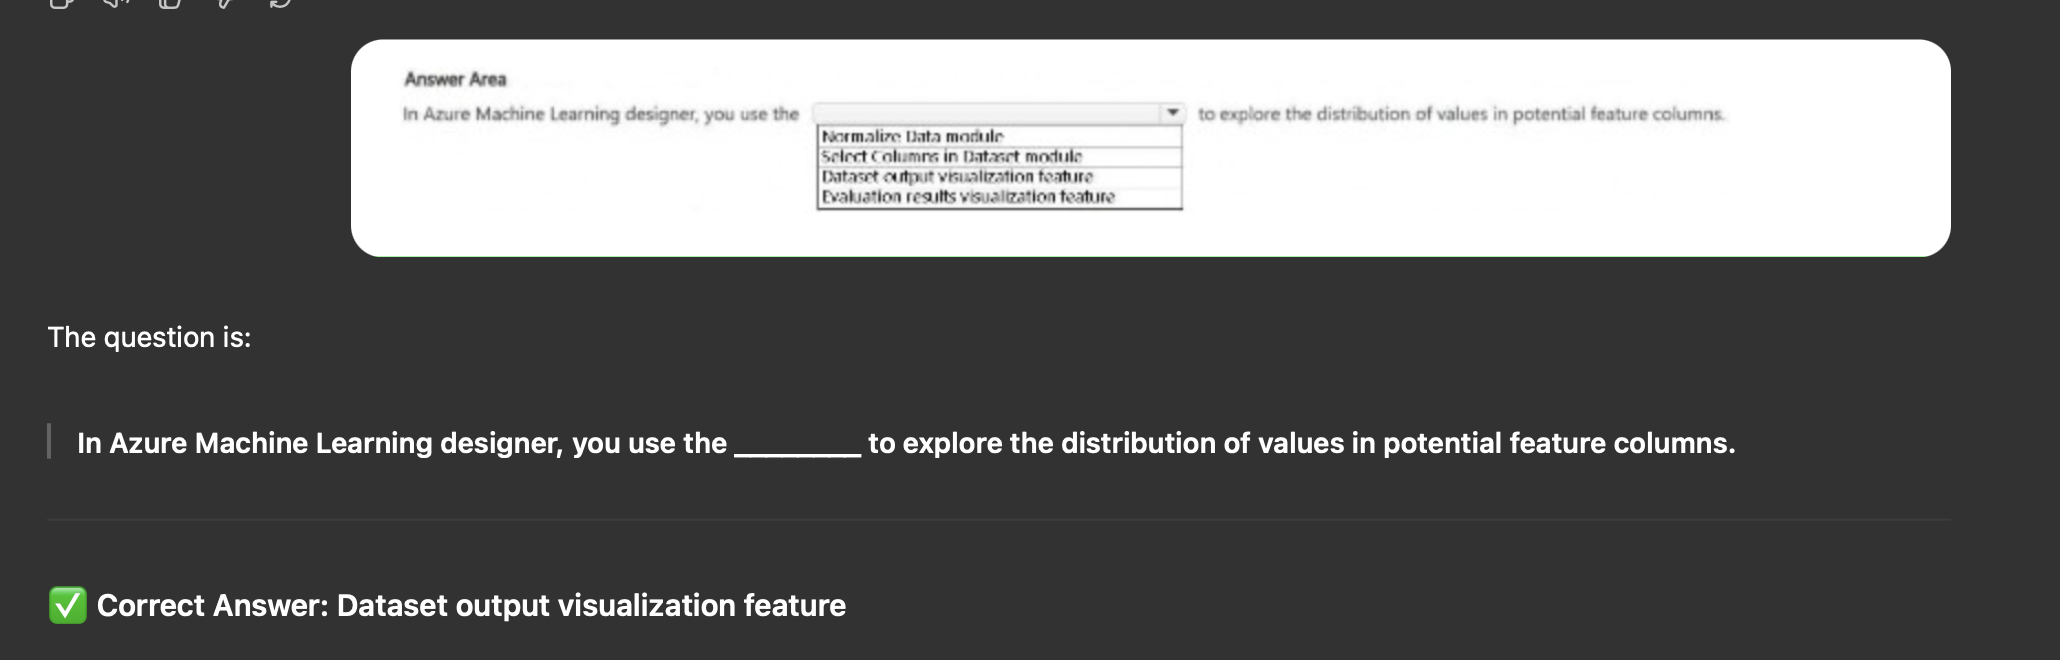 Answer Area
In Azure Machine Learning designer, you use the to explore the distribution of values in potential feature columns.
Normalize Data module
Select Columns in Dataset module
Dataset output visualization feature
Evaluation results visualization feature
The question is:
In Azure Machine Learning designer, you use the ________ to explore the distribution of values in potential feature columns.
✅ Correct Answer: Dataset output visualization feature